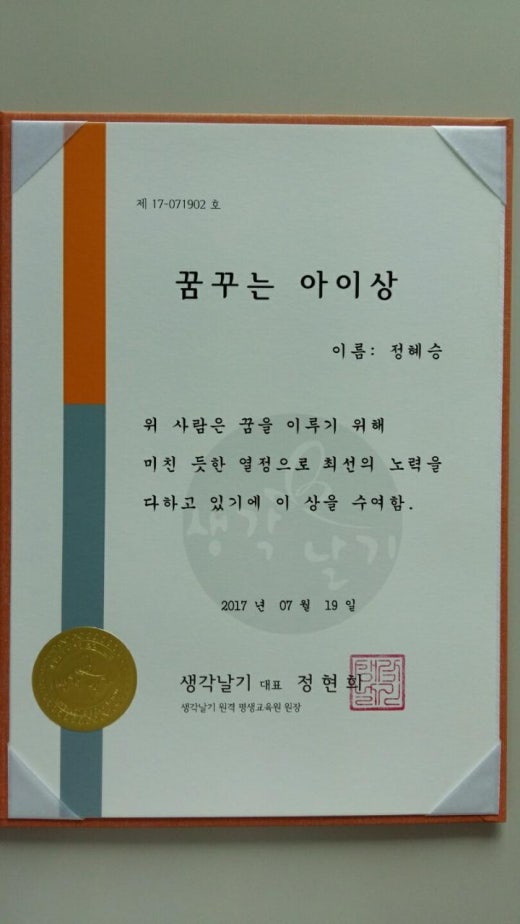 제 17-071902 호
꿈꾸는 아이상
이름: 정혜승
위 사람은 꿈을 이루기 위해
미친 듯한 열정으로 최선의 노력을
다하고 있기에 이 상을 수여함.
생각
날기
2017 년 07 월 19 일
생각날기 대표 정현화
생각날기 원격 평생교육원 원장